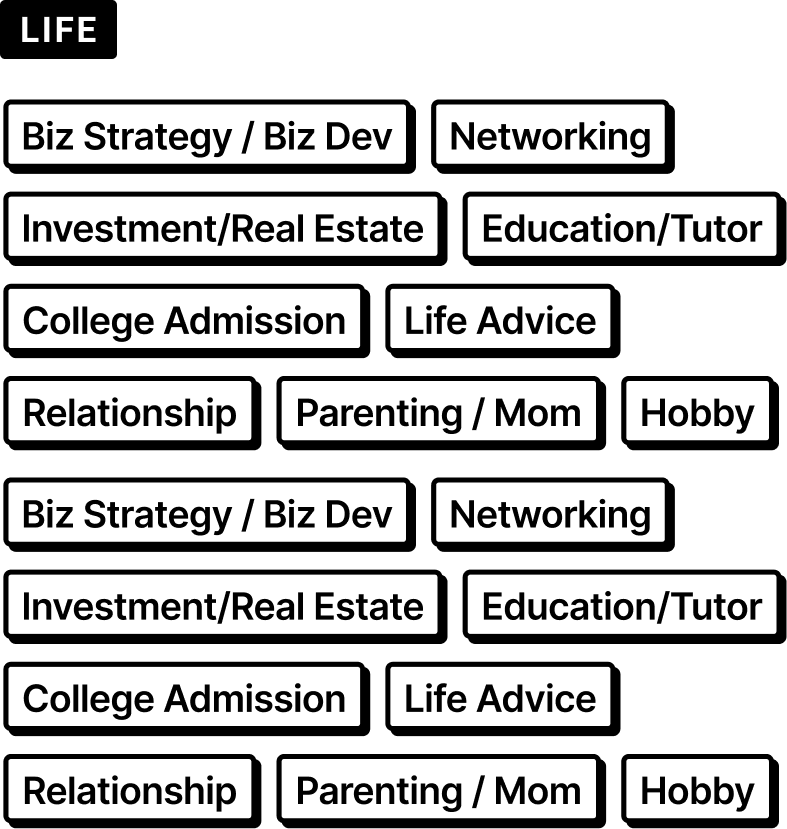 LIFE
Biz Strategy / Biz Dev Networking
Investment/Real Estate Education/Tutor
College Admission Life Advice
Relationship Parenting / Mom Hobby
Biz Strategy / Biz Dev Networking
Investment/Real Estate Education/Tutor
College Admission Life Advice
Relationship Parenting / Mom Hobby